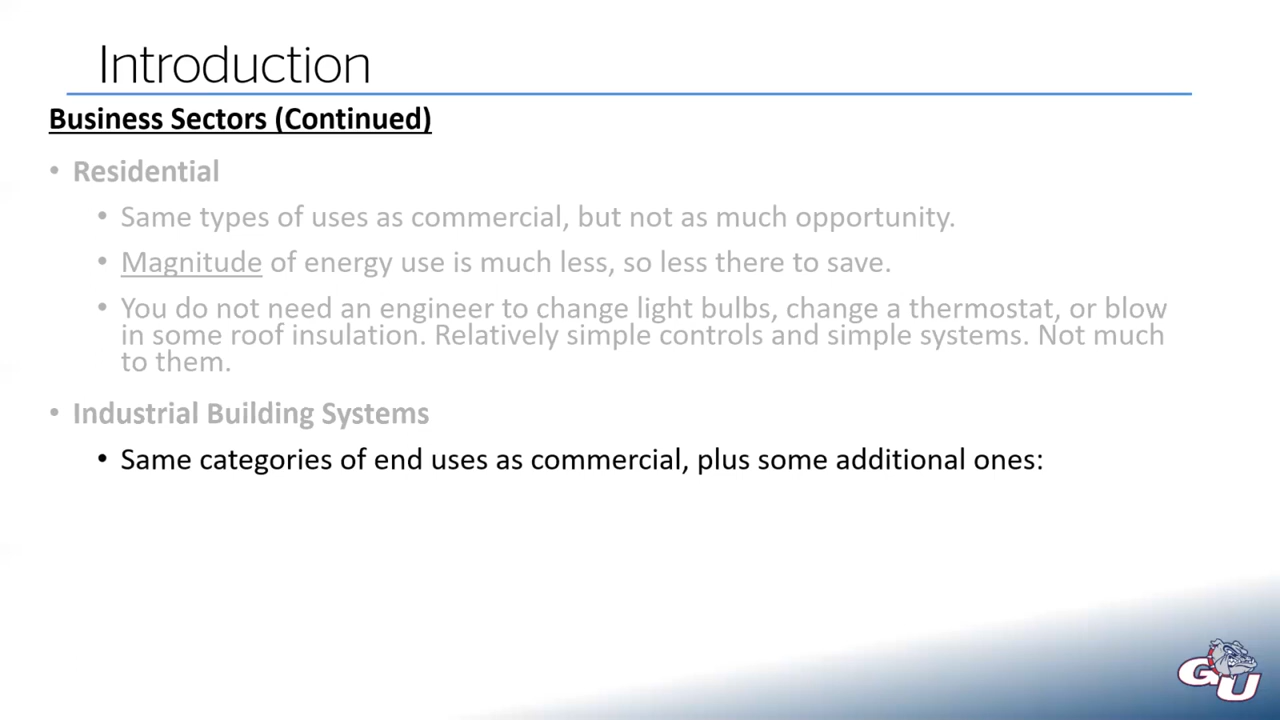 Introduction
Business Sectors (Continued)
• Residential
• Same types of uses as commercial, but not as much opportunity.
• Magnitude of energy use is much less, so less there to save.
• You do not need an engineer to change light bulbs, change a thermostat, or blow
in some roof insulation. Relatively simple controls and simple systems. Not much
to them.
• Industrial Building Systems
• Same categories of end uses as commercial, plus some additional ones:
GU